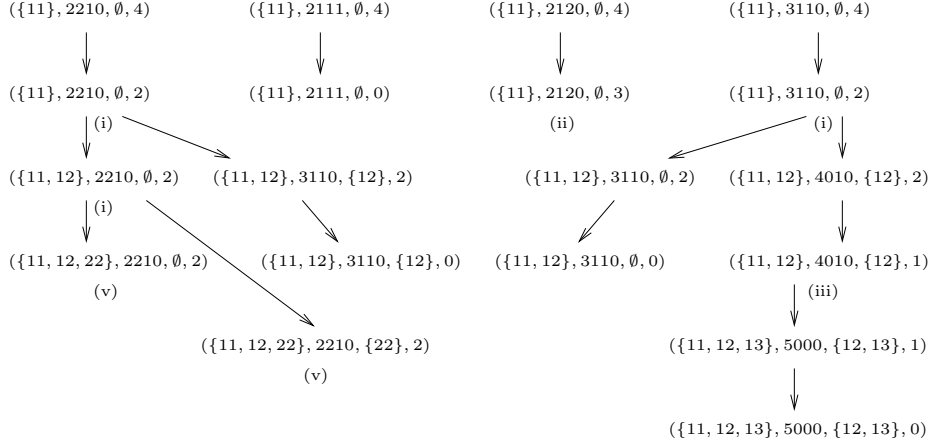 ({11}, 2210, ∅, 4) ({11}, 2111, ∅, 4) ({11}, 2120, ∅, 4) ({11}, 3110, ∅, 4)
({11}, 2210, ∅, 2) ({11}, 2111, ∅, 0) ({11}, 2120, ∅, 3) ({11}, 3110, ∅, 2)
(i) (ii) (i)
({11, 12}, 2210, ∅, 2) ({11, 12}, 3110, {12}, 2) ({11, 12}, 3110, ∅, 2) ({11, 12}, 4010, {12}, 2)
(i)
({11, 12, 22}, 2210, ∅, 2) ({11, 12}, 3110, {12}, 0) ({11, 12}, 3110, ∅, 0) ({11, 12}, 4010, {12}, 1)
(v) (iii)
({11, 12, 22}, 2210, {22}, 2) ({11, 12, 13}, 5000, {12, 13}, 1)
(v)
({11, 12, 13}, 5000, {12, 13}, 0)